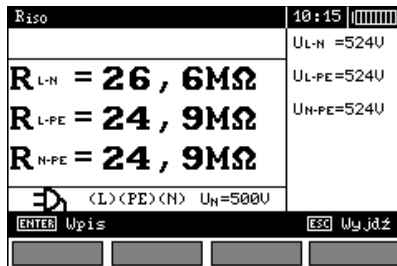 Riso 10:15
UL-N =524V
RL-N = 26,6MΩ
UL-PE=524V
RL-PE = 24,9MΩ
UN-PE=524V
RN-PE = 24,9MΩ
(L)(PE)(N) UN=500V
ENTER Wpis ESC Wyjdź